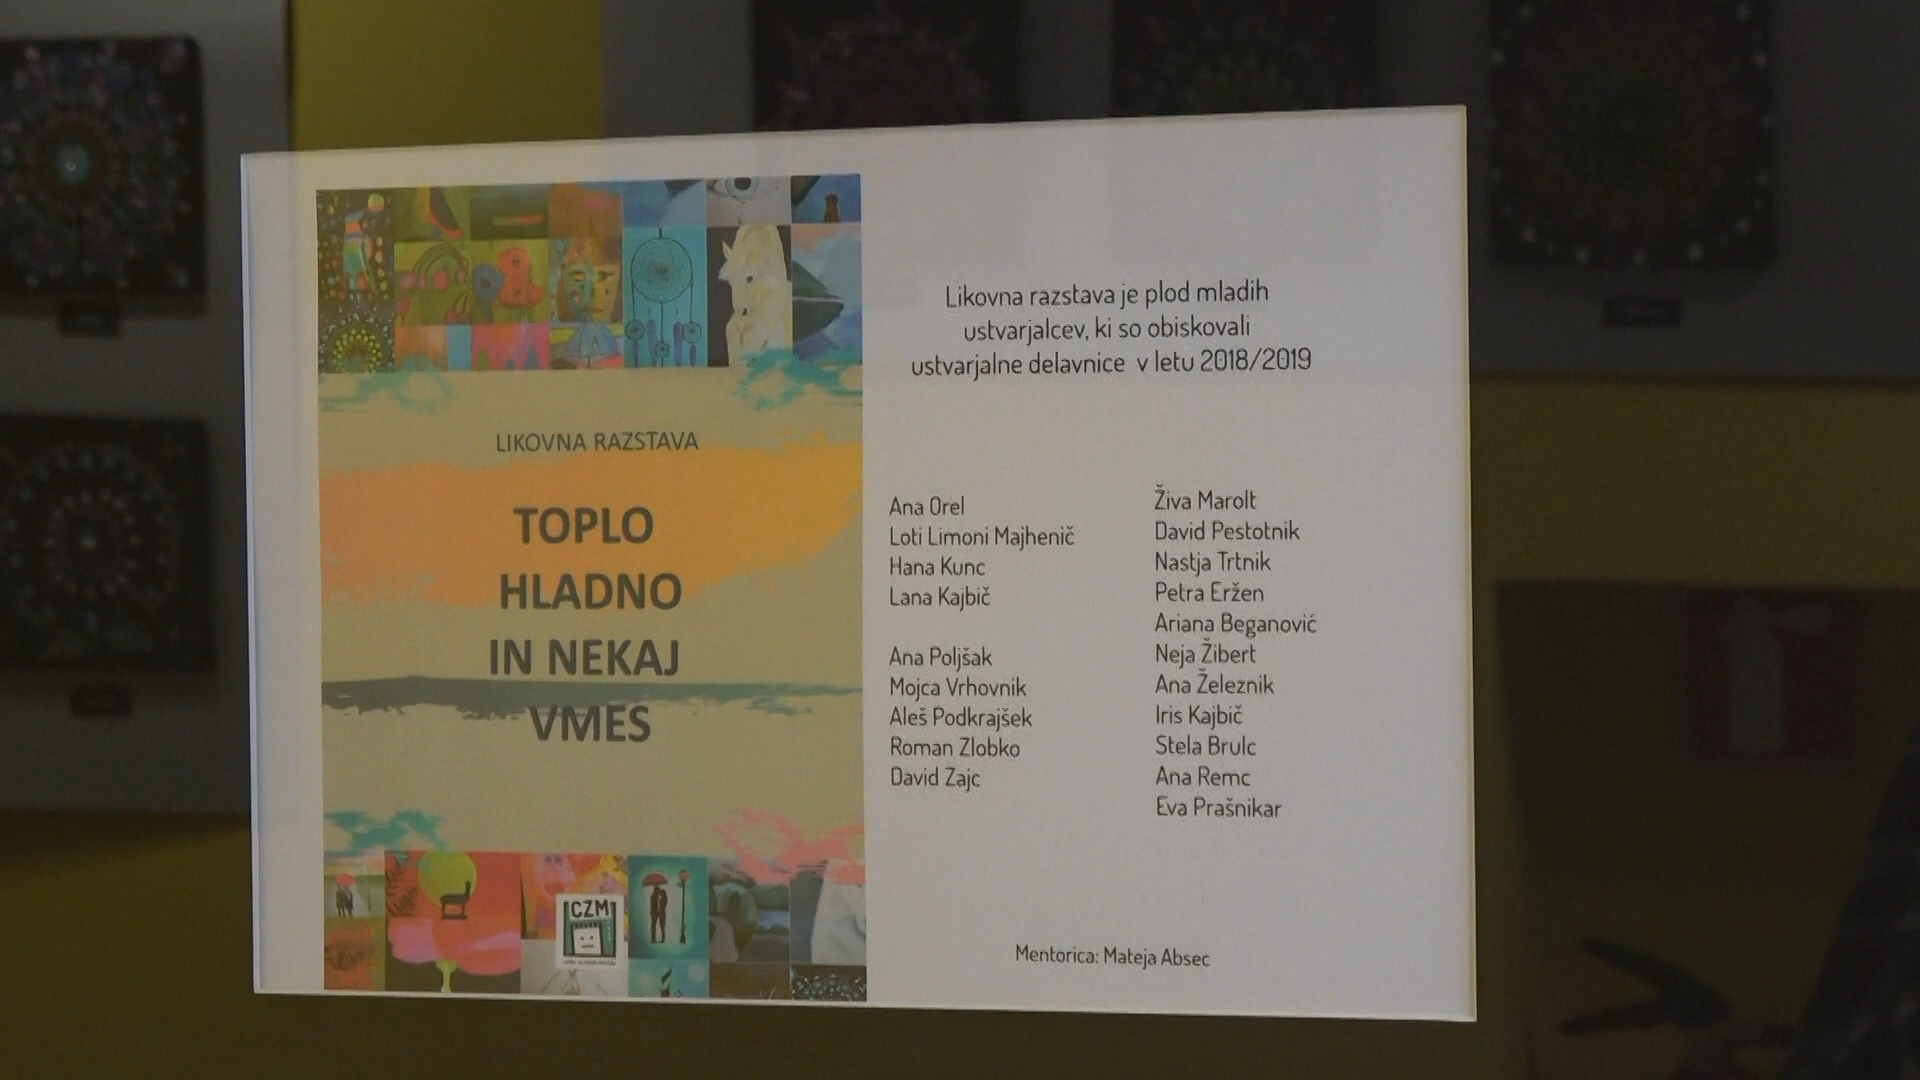 LIKOVNA RAZSTAVA
TOPLO
HLADNO
IN NEKAJ
VMES
CZM
Likovna razstava je plod mladih
ustvarjalcev, ki so obiskovali
ustvarjalne delavnice v letu 2018/2019
Ana Orel
Loti Limoni Majhenič
Hana Kunc
Lana Kajbič
Ana Poljšak
Mojca Vrhovnik
Aleš Podkrajšek
Roman Zlobko
David Zajc
Živa Marolt
David Pestotnik
Nastja Trtnik
Petra Eržen
Ariana Beganović
Neja Žibert
Ana Železnik
Iris Kajbič
Stela Brulc
Ana Remc
Eva Prašnikar
Mentorica: Mateja Absec